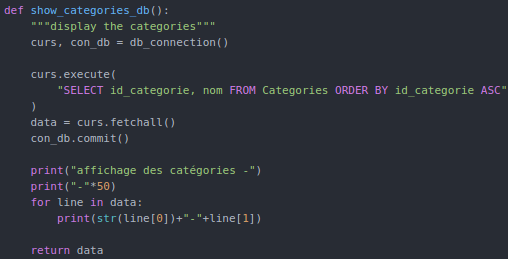 def show_categories_db():
    """display the categories"""
    curs, con_db = db_connection()

    curs.execute(
        "SELECT id_categorie, nom FROM Categories ORDER BY id_categorie ASC"
    )
    data = curs.fetchall()
    con_db.commit()

    print("affichage des catégories -")
    print("-"*50)
    for line in data:
        print(str(line[0])+"-"+line[1])

    return data